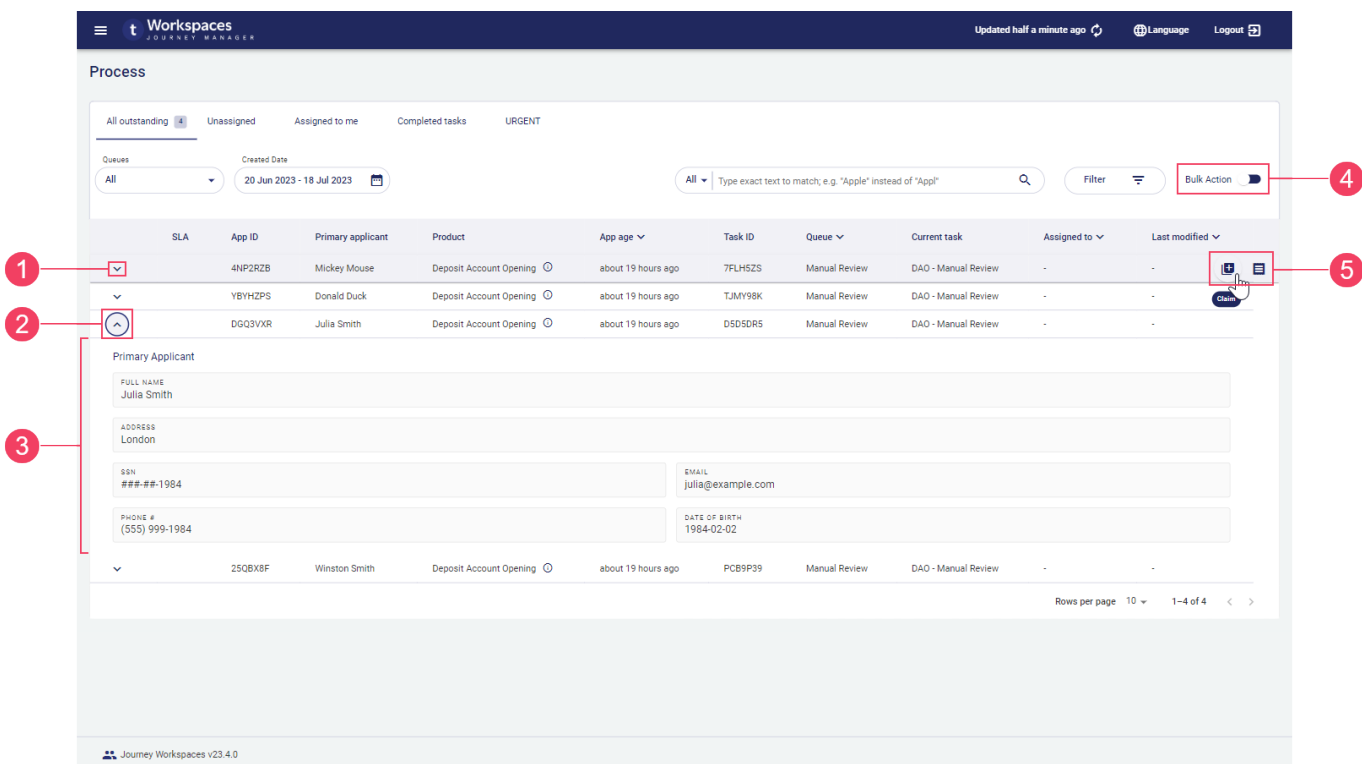 t Workspaces
JOURNEY MANAGER
Updated half a minute ago Language Logout
Process
All outstanding 4 Unassigned Assigned to me Completed tasks URGENT
Queues Created Date
All 20 Jun 2023 - 18 Jul 2023 All Type exact text to match; e.g. "Apple" instead of "Appl" Filter Bulk Action 4
SLA App ID Primary applicant Product App age Task ID Queue Current task Assigned to Last modified
1 4NP2RZB Mickey Mouse Deposit Account Opening about 19 hours ago 7FLH5ZS Manual Review DAO - Manual Review - - 5
YBYHZPS Donald Duck Deposit Account Opening about 19 hours ago TJMY98K Manual Review DAO - Manual Review - - Claim
2 DGQ3VXR Julia Smith Deposit Account Opening about 19 hours ago D5D5DR5 Manual Review DAO - Manual Review - -
Primary Applicant
FULL NAME
Julia Smith
3
ADDRESS
London
SSN EMAIL
###-##-1984 julia@example.com
PHONE # DATE OF BIRTH
(555) 999-1984 1984-02-02
25QBX8F Winston Smith Deposit Account Opening about 19 hours ago PCB9P39 Manual Review DAO - Manual Review - -
Rows per page 10 1–4 of 4
Journey Workspaces v23.4.0